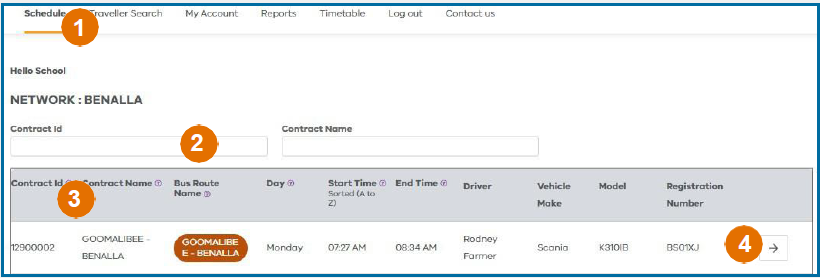 Schedule Traveller Search My Account Reports Timetable Log out Contact us
1
Hello School
NETWORK : BENALLA
Contract Id Contract Name
2
Contract Id Contract Name Bus Route Name Day Start Time Sorted (A to Z) End Time Driver Vehicle Make Model Registration Number
3
12900002 GOOMALIBEE - BENALLA GOOMALIBE E - BENALLA Monday 07:27 AM 08:34 AM Rodney Farmer Scania K310IB BS01XJ
4